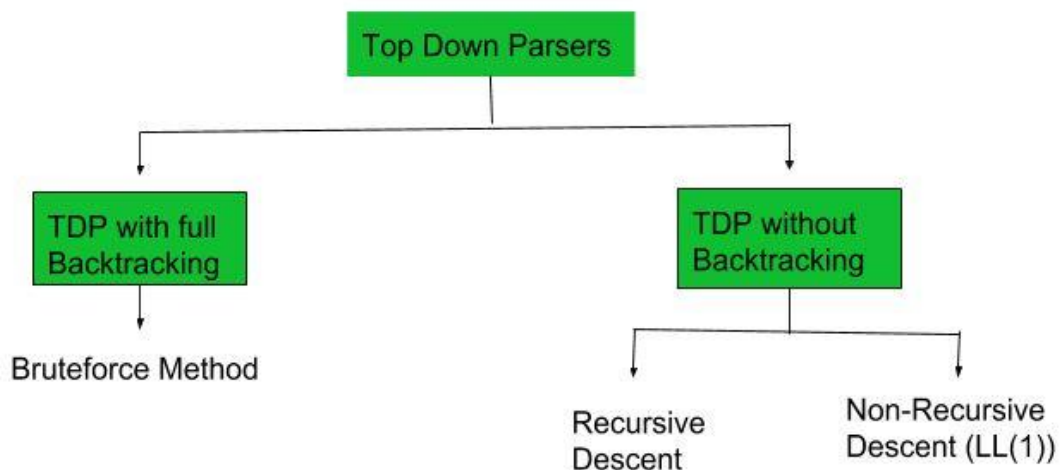 Top Down Parsers
TDP with full
Backtracking
TDP without
Backtracking
Bruteforce Method
Recursive
Descent
Non-Recursive
Descent (LL(1))